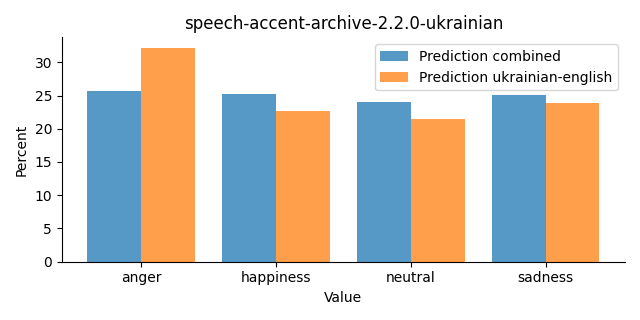 speech-accent-archive-2.2.0-ukrainian
Prediction combined
Prediction ukrainian-english
Percent
30
25
20
15
10
5
0
anger happiness neutral sadness
Value